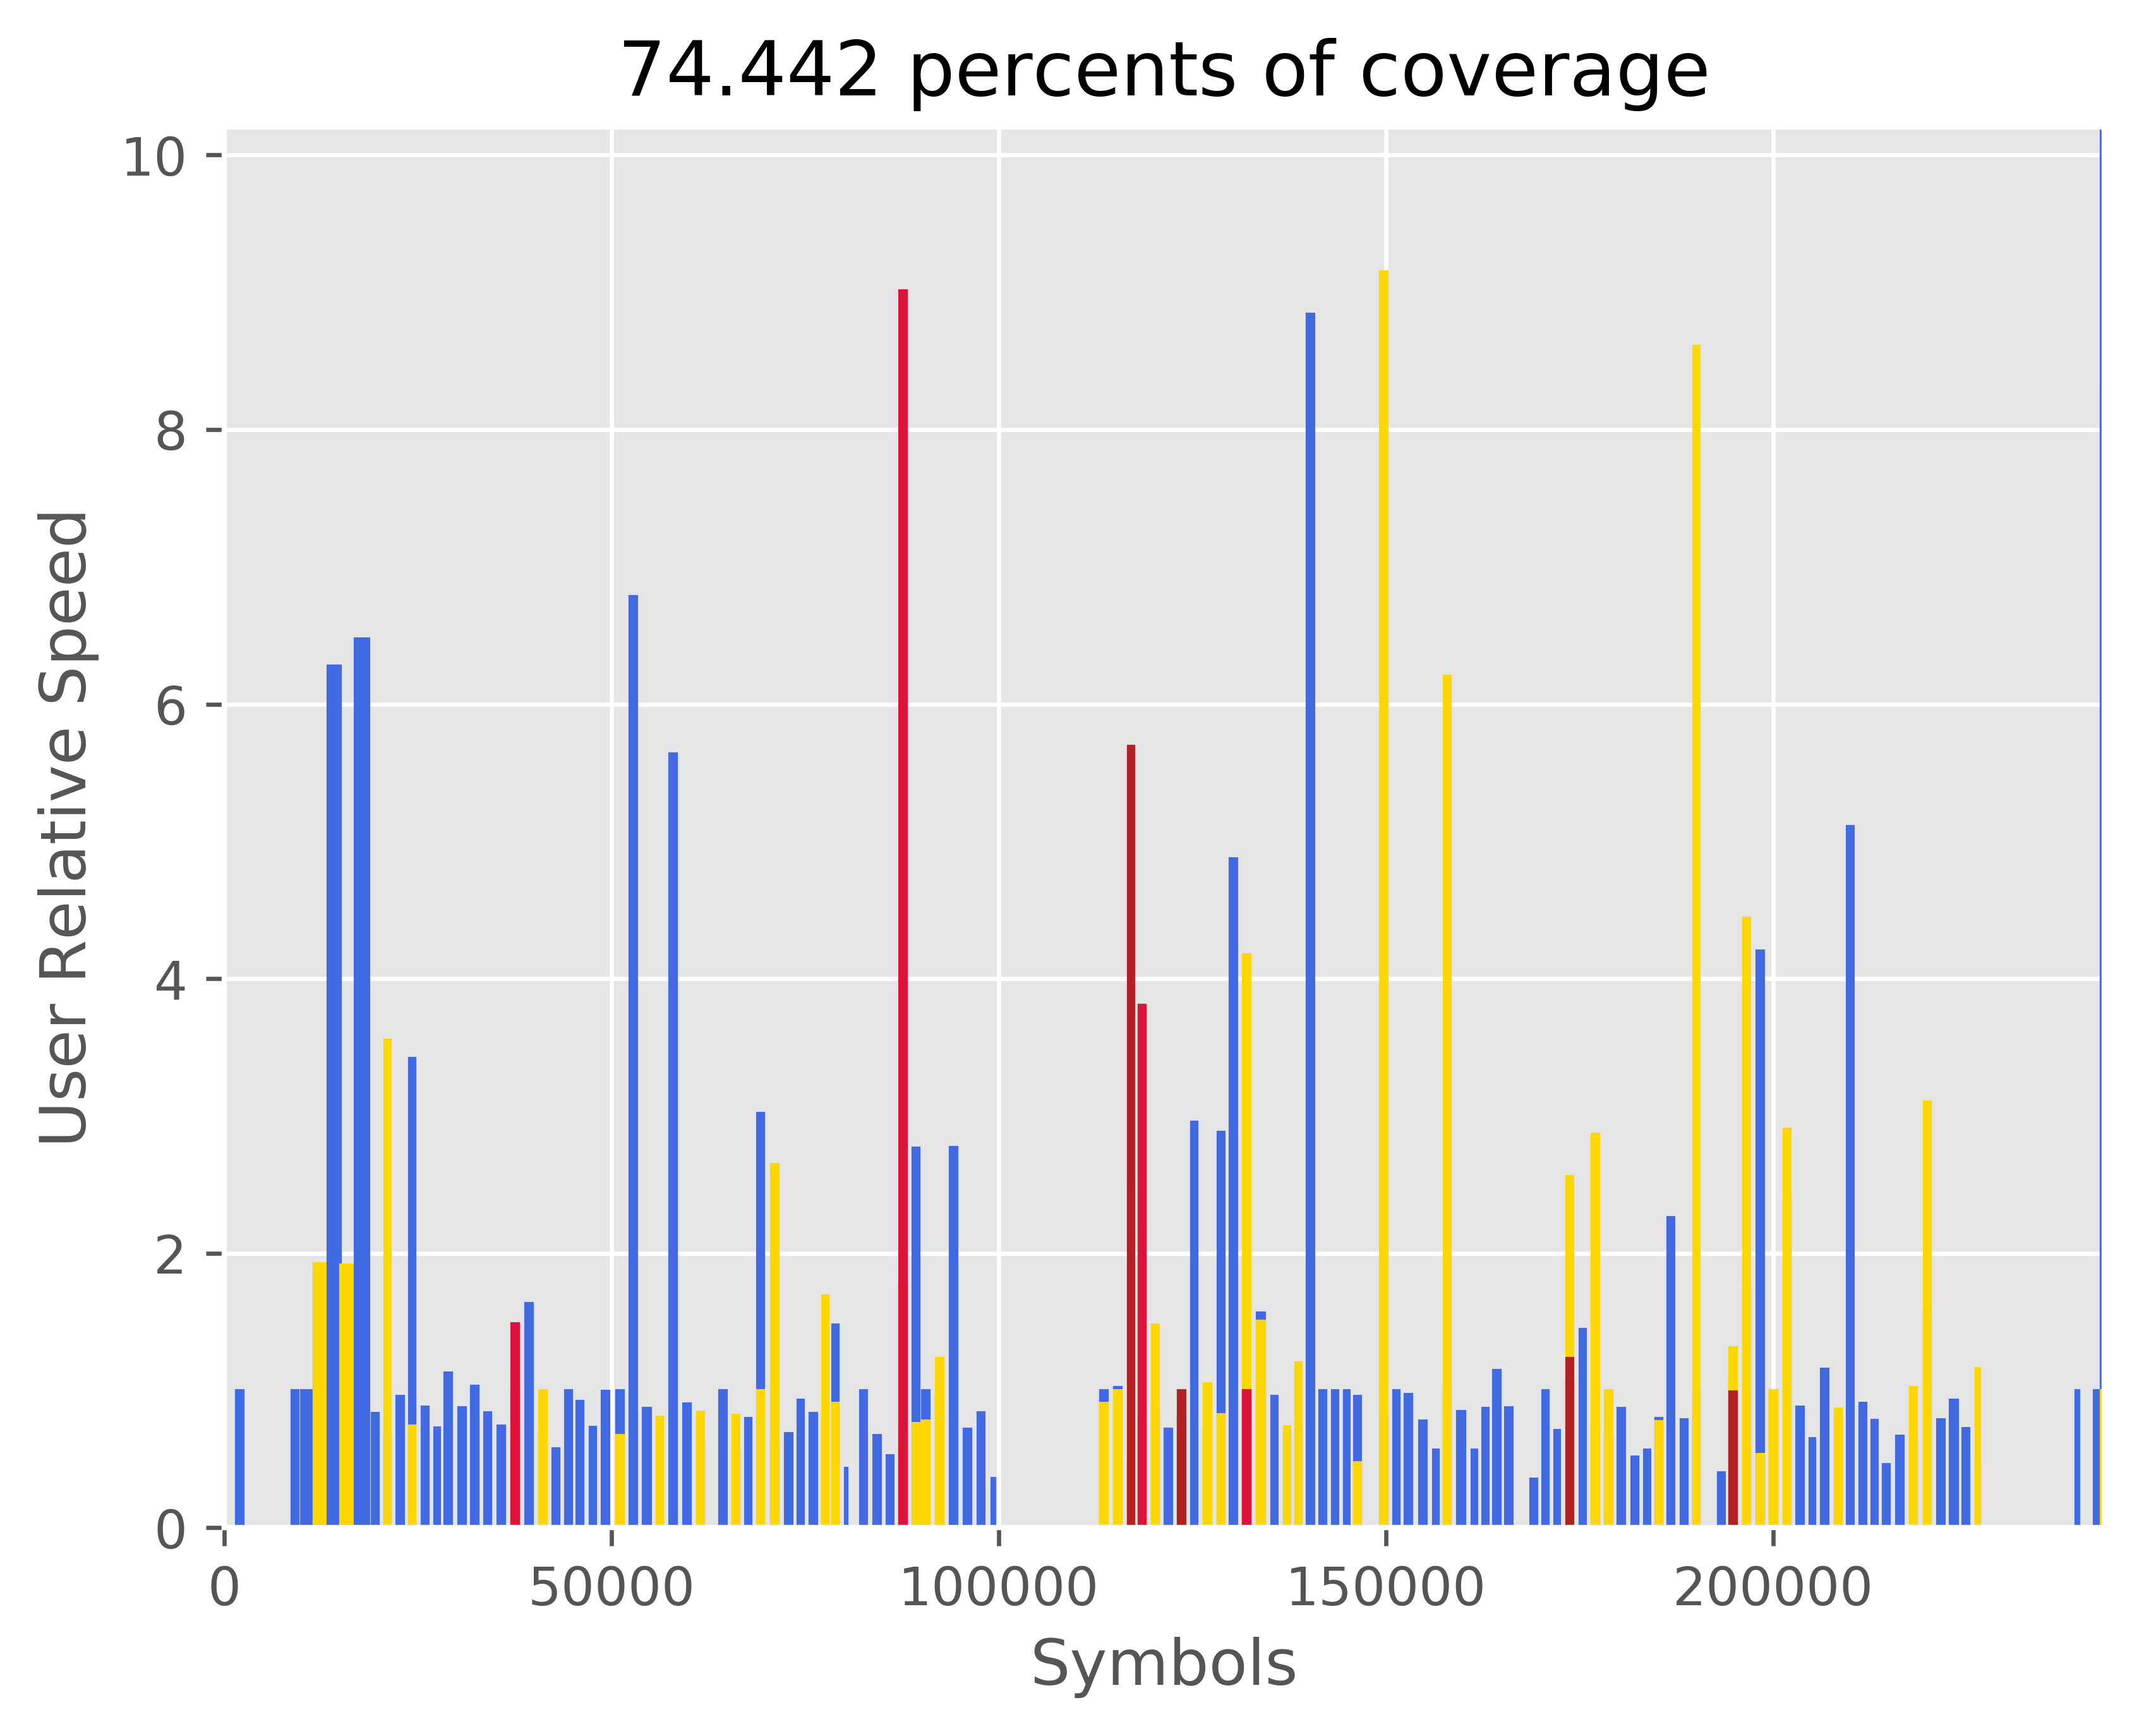 74.442 percents of coverage
10
8
6
4
2
0
User Relative Speed
0 50000 100000 150000 200000
Symbols